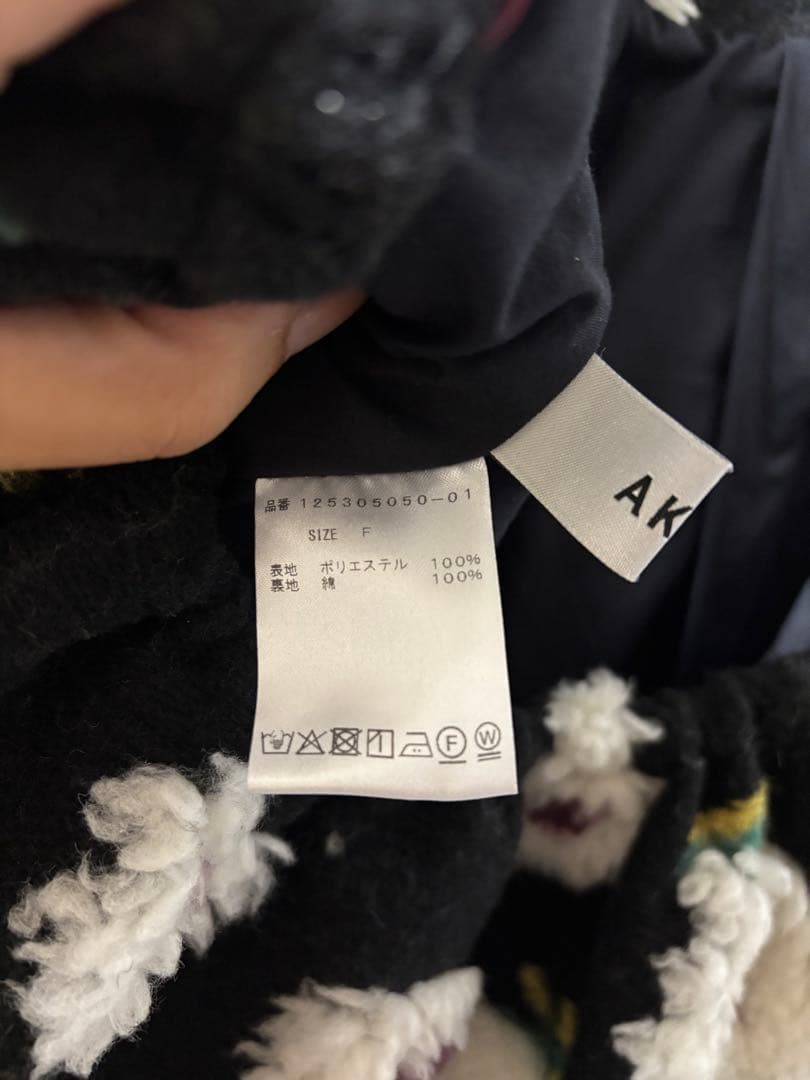 品番 125305050-01
SIZE F
表地 ポリエステル 100%
裏地 綿 100%
F
W
AK